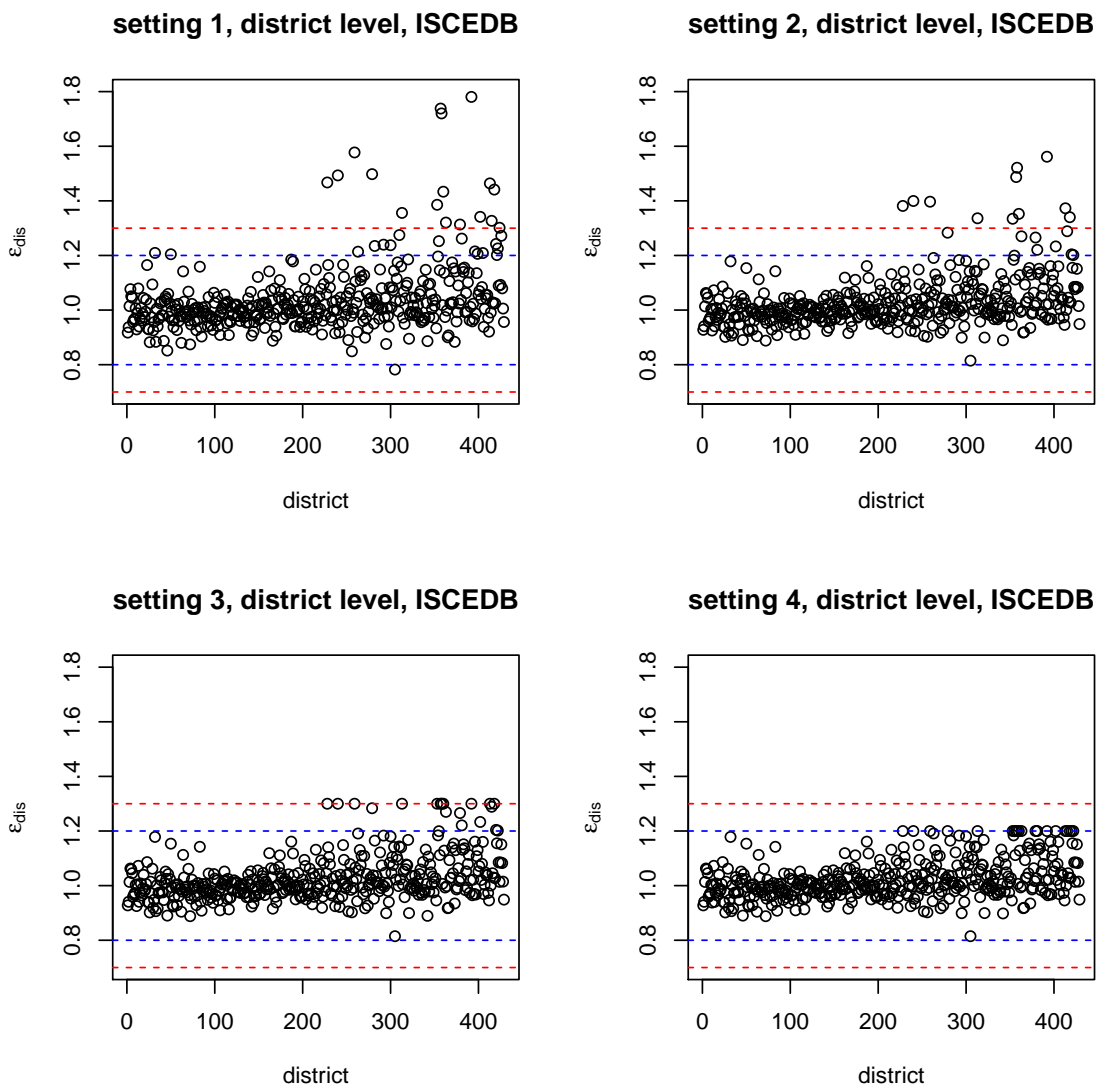 setting 1, district level, ISCEDB
εdis
1.8
1.6
1.4
1.2
1.0
0.8
0 100 200 300 400
district
setting 2, district level, ISCEDB
εdis
1.8
1.6
1.4
1.2
1.0
0.8
0 100 200 300 400
district
setting 3, district level, ISCEDB
εdis
1.8
1.6
1.4
1.2
1.0
0.8
0 100 200 300 400
district
setting 4, district level, ISCEDB
εdis
1.8
1.6
1.4
1.2
1.0
0.8
0 100 200 300 400
district